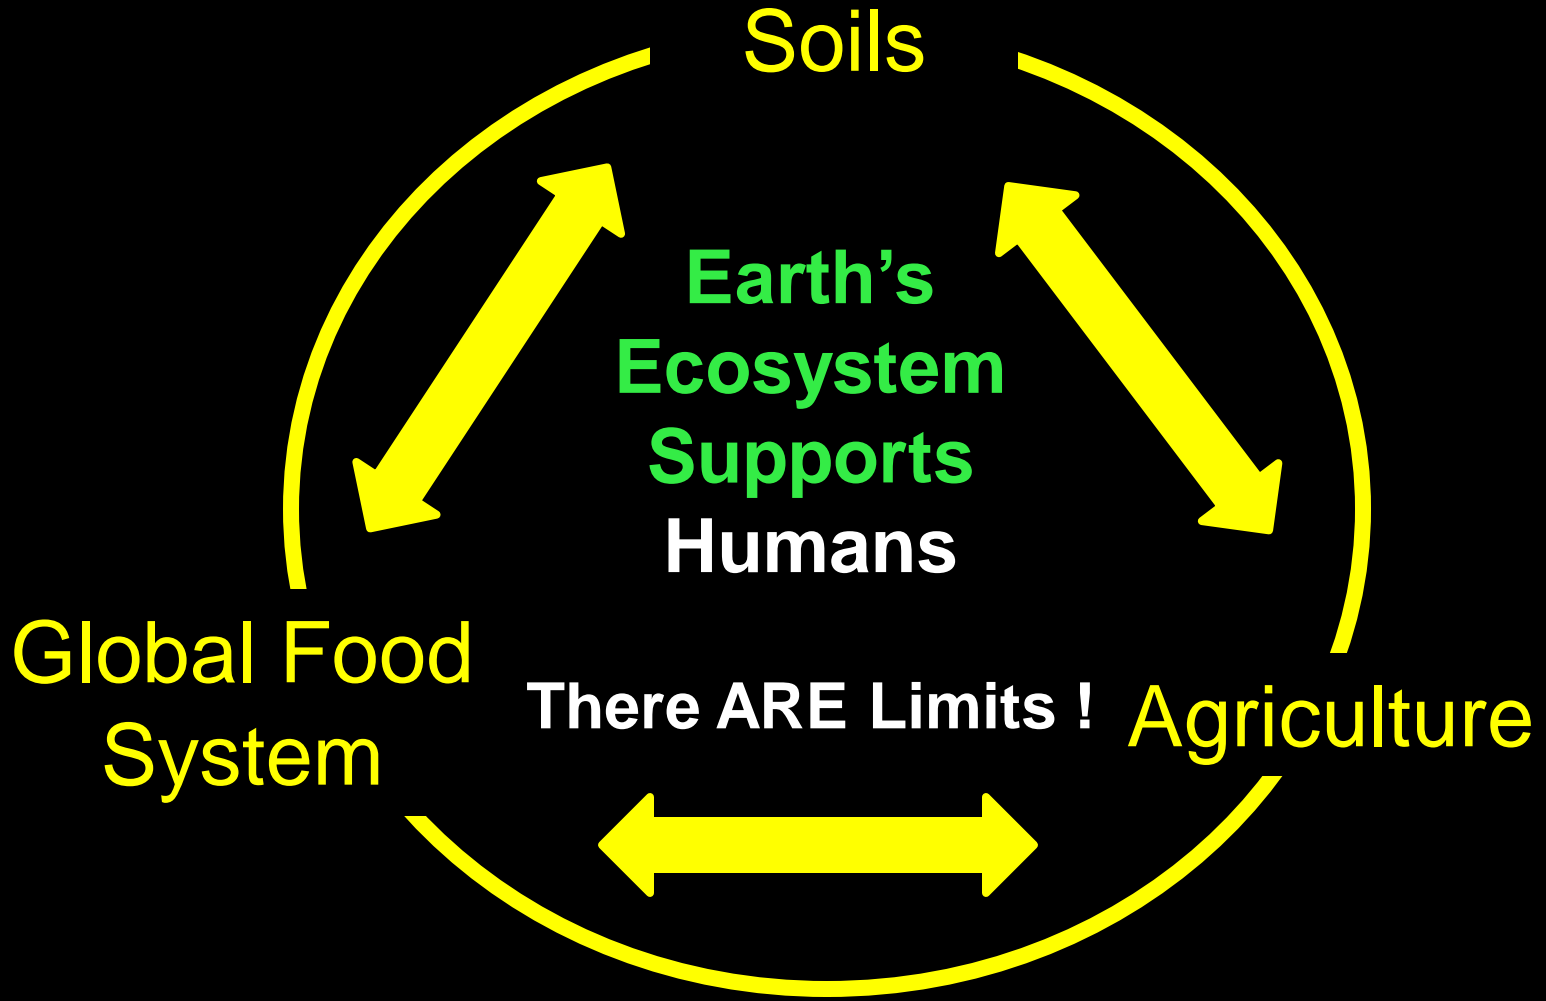 Soils
Earth’s
Ecosystem
Supports
Humans
Global Food
System
There ARE Limits !
Agriculture